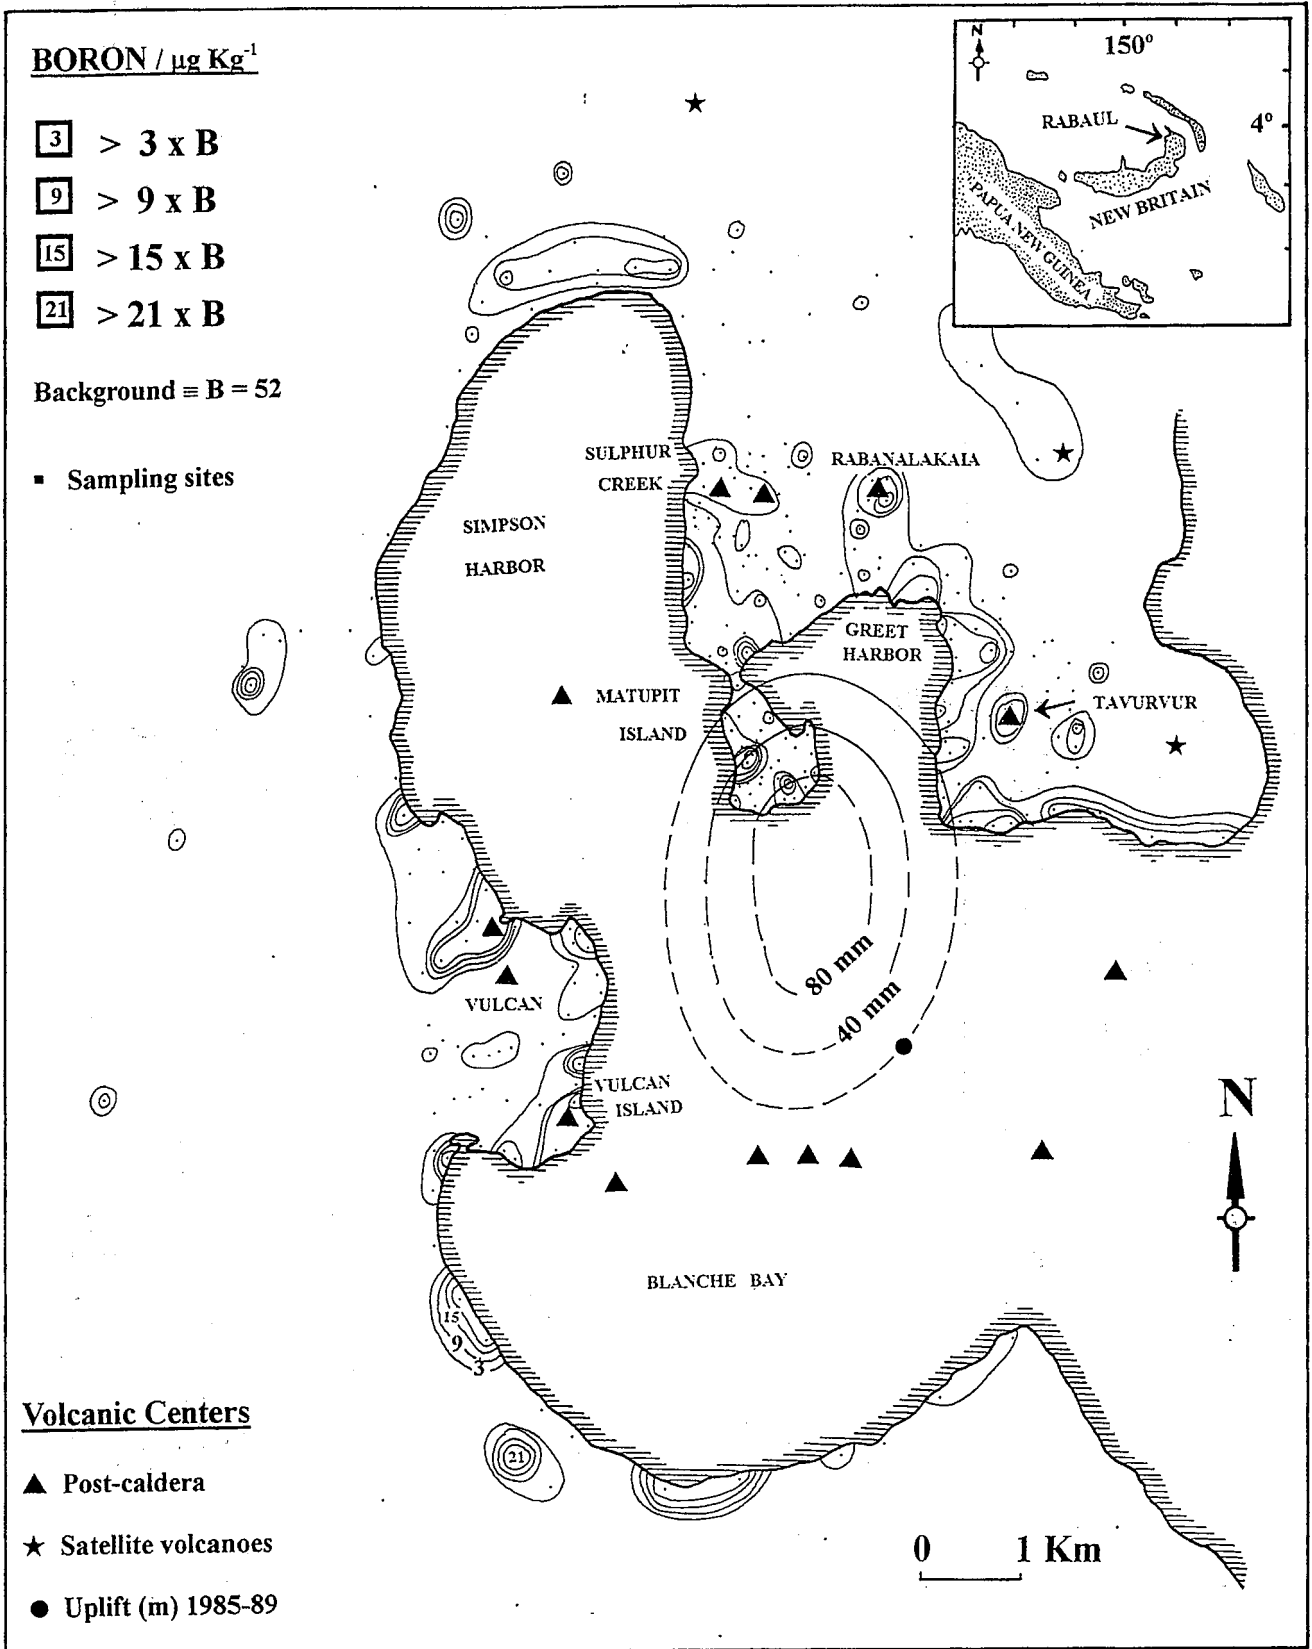 BORON / µg Kg-1
3 > 3 x B
9 > 9 x B
15 > 15 x B
21 > 21 x B
Background ≡ B = 52
Sampling sites
N
150º
RABAUL
4º
NEW BRITAIN
PAPUA NEW GUINEA
SULPHUR
CREEK
RABANALAKAIA
SIMPSON
HARBOR
GREET
HARBOR
MATUPIT
ISLAND
TAVURVUR
80 mm
40 mm
VULCAN
VULCAN
ISLAND
N
BLANCHE BAY
15
9
3
21
Volcanic Centers
Post-caldera
Satellite volcanoes
Uplift (m) 1985-89
0 1 Km